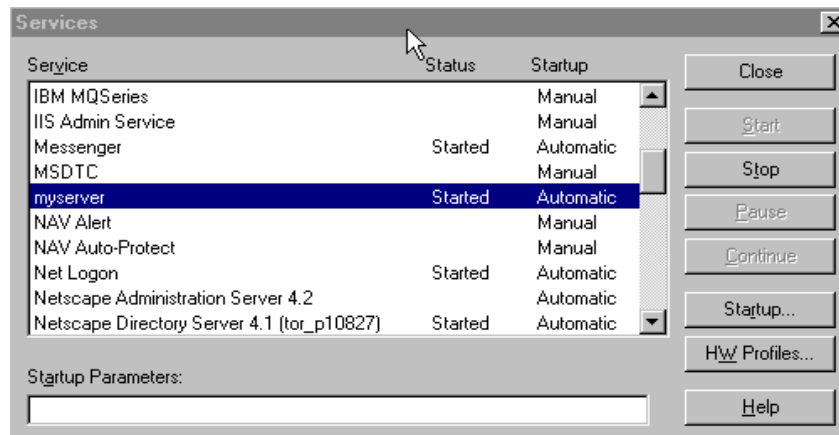 Services
Service Status Startup
IBM MQSeries Manual
IIS Admin Service Manual
Messenger Started Automatic
MSDTC Manual
myserver Started Automatic
NAV Alert Manual
NAV Auto-Protect Manual
Net Logon Started Automatic
Netscape Administration Server 4.2 Automatic
Netscape Directory Server 4.1 (tor_p10827) Started Automatic
Startup Parameters:
Close
Start
Stop
Pause
Continue
Startup...
HW Profiles...
Help